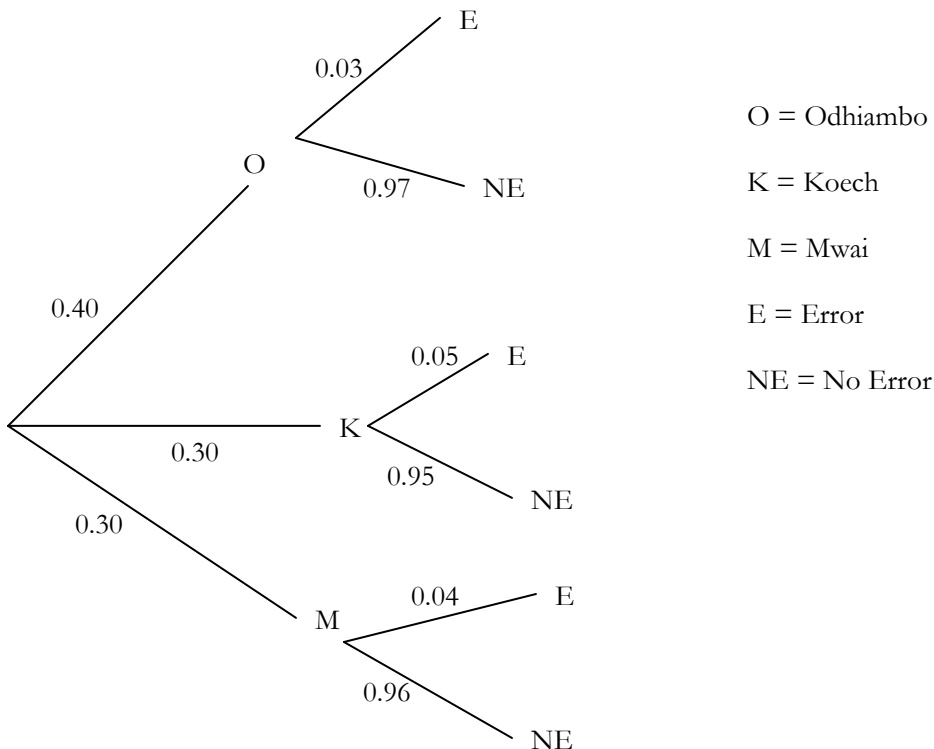 E
0.03
O
0.97
NE
0.40
0.05
E
0.30
K
0.95
NE
0.30
0.04
E
M
0.96
NE
O = Odhiambo
K = Koech
M = Mwai
E = Error
NE = No Error